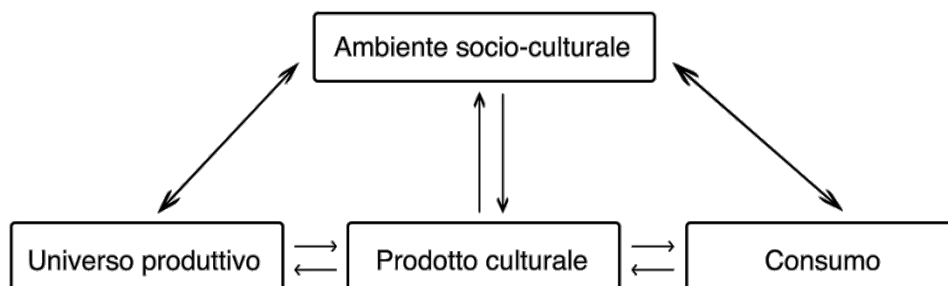 Ambiente socio-culturale
Universo produttivo
Prodotto culturale
Consumo